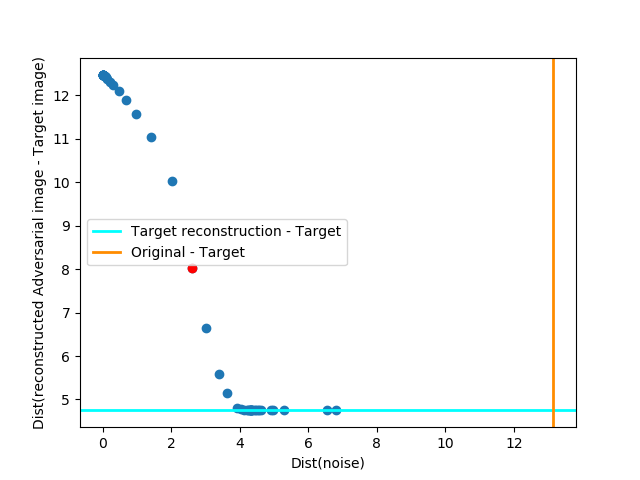 12
11
10
9
8
7
6
5
Dist(reconstructed Adversarial image - Target image)
Target reconstruction - Target
Original - Target
0 2 4 6 8 10 12
Dist(noise)